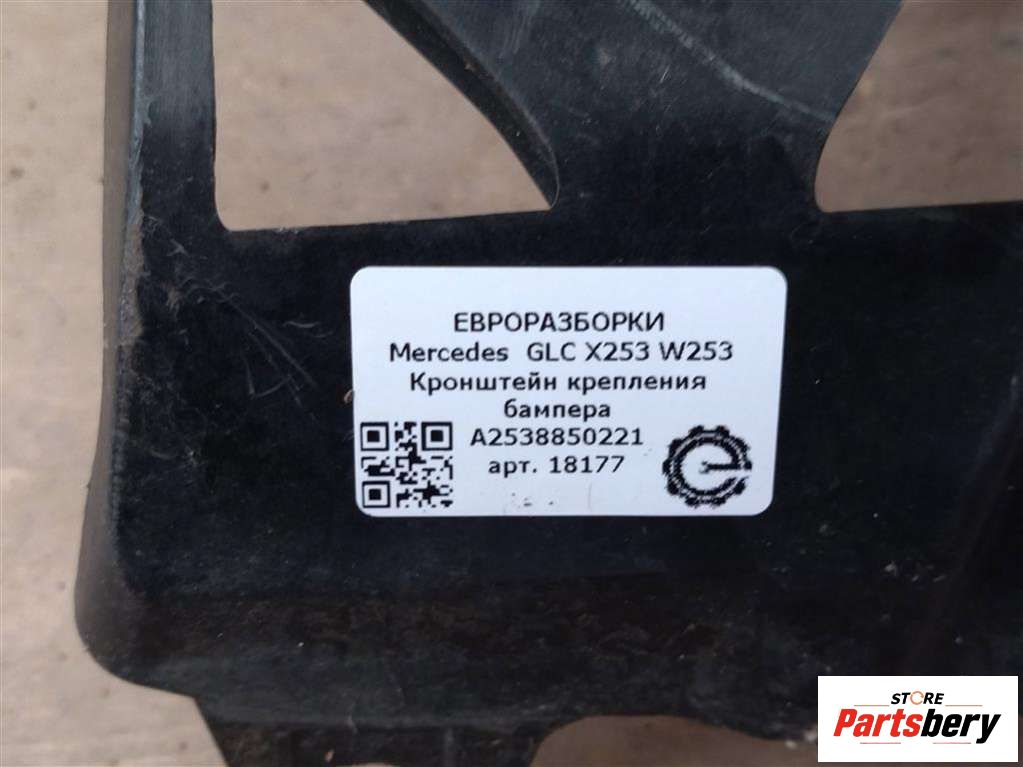 ЕВРОРАЗБОРКИ
Mercedes GLC X253 W253
Кронштейн крепления
бампера
A2538850221
арт. 18177
STORE
Partsbery